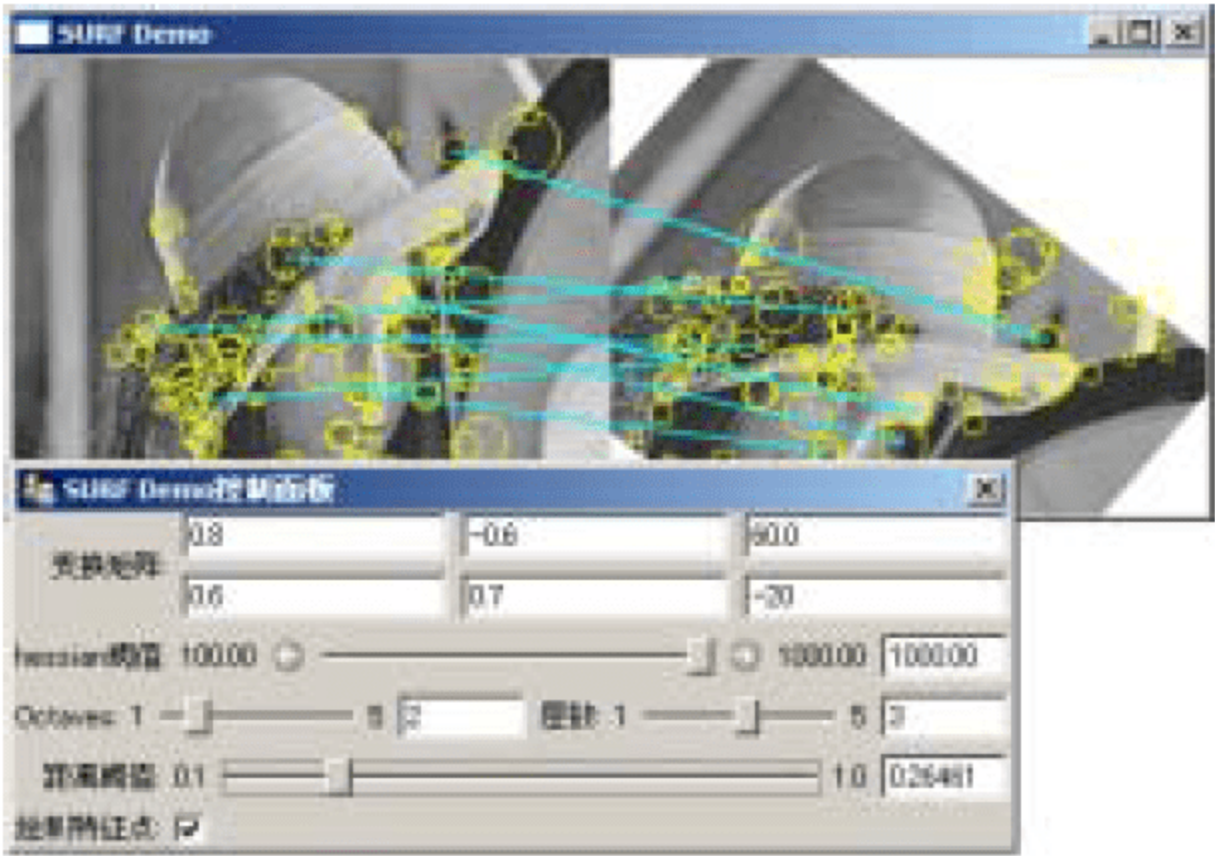 SURF Demo
SURF Demo控制面板
变换矩阵 0.8 -0.6 60.0
0.6 0.7 -20
hessian阈值 100.00 1000.00 1000.00
Octaves: 1 5 2 层数: 1 5 3
距离阈值 0.1 1.0 0.26461
绘制特征点: